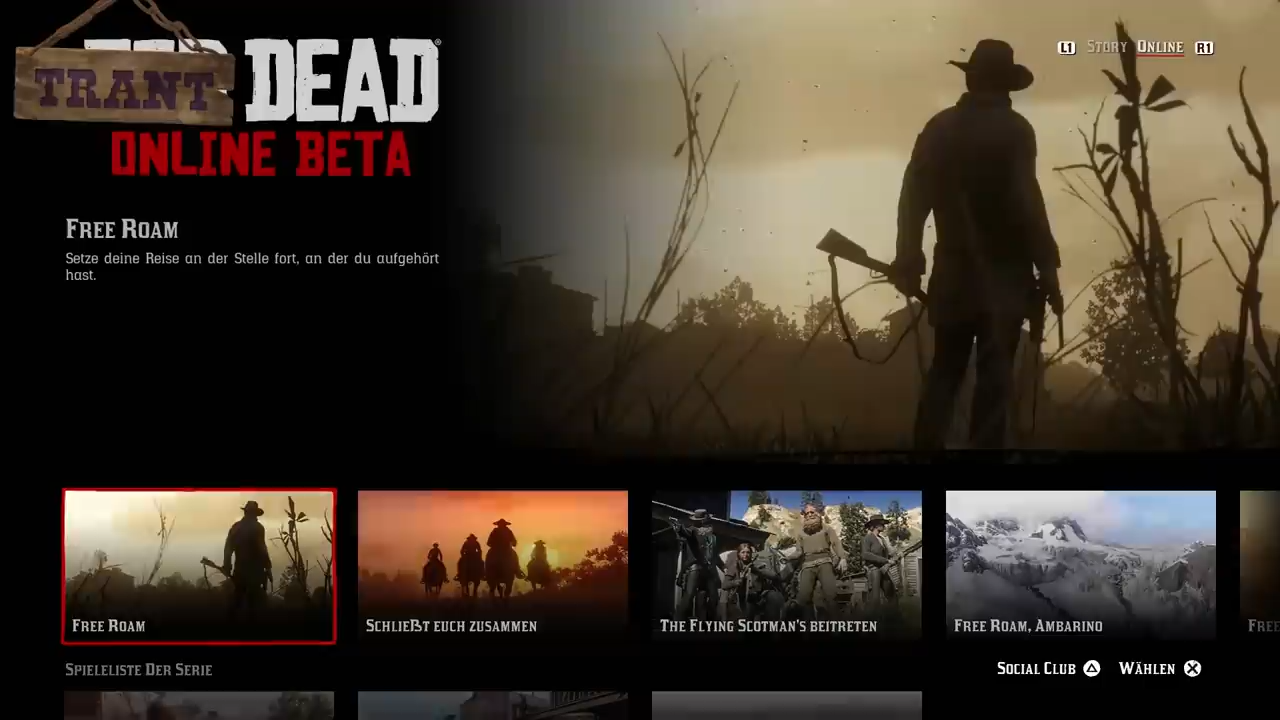 TRANT
DEAD
ONLINE BETA
L1 STORY ONLINE R1
FREE ROAM
Setze deine Reise an der Stelle fort, an der du aufgehört
hast.
FREE ROAM
SCHLIEẞT EUCH ZUSAMMEN
THE FLYING SCOTMAN'S BEITRETEN
FREE ROAM, AMBARINO
FREE
SPIELELISTE DER SERIE
SOCIAL CLUB
WÄHLEN